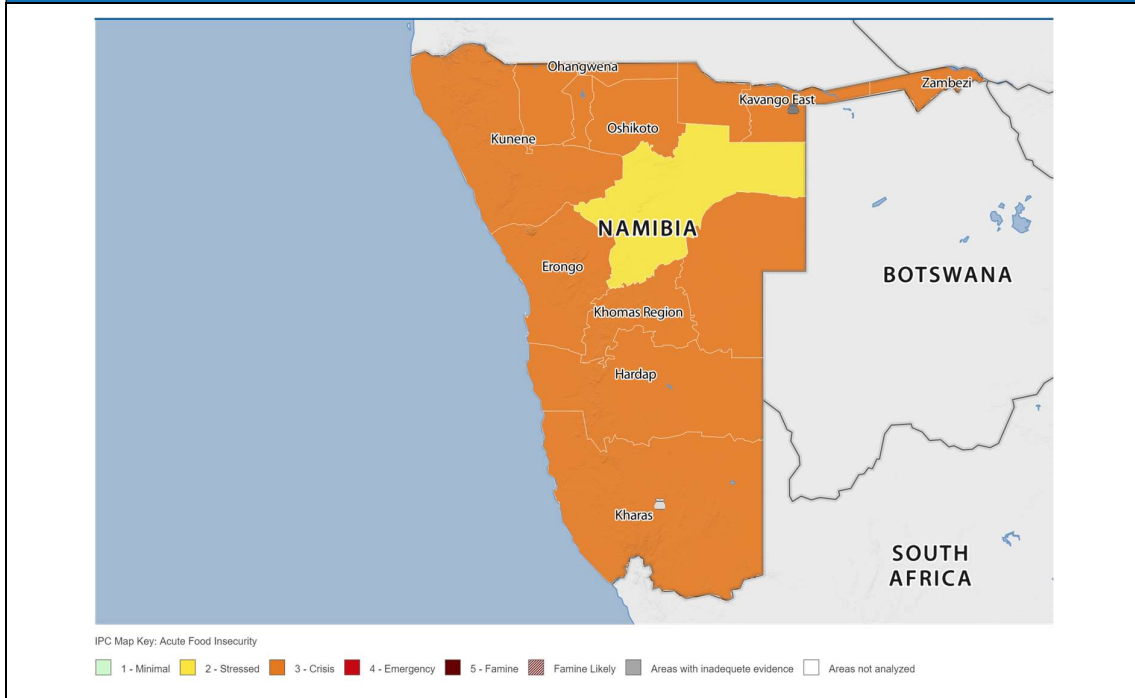 Ohangwena
Zambezi
Kavango East
Oshikoto
Kunene
NAMIBIA
Erongo
BOTSWANA
Khomas Region
Hardap
Kharas
SOUTH
AFRICA
IPC Map Key: Acute Food Insecurity
1 - Minimal 2 - Stressed 3 - Crisis 4 - Emergency 5 - Famine Famine Likely Areas with inadequete evidence Areas not analyzed